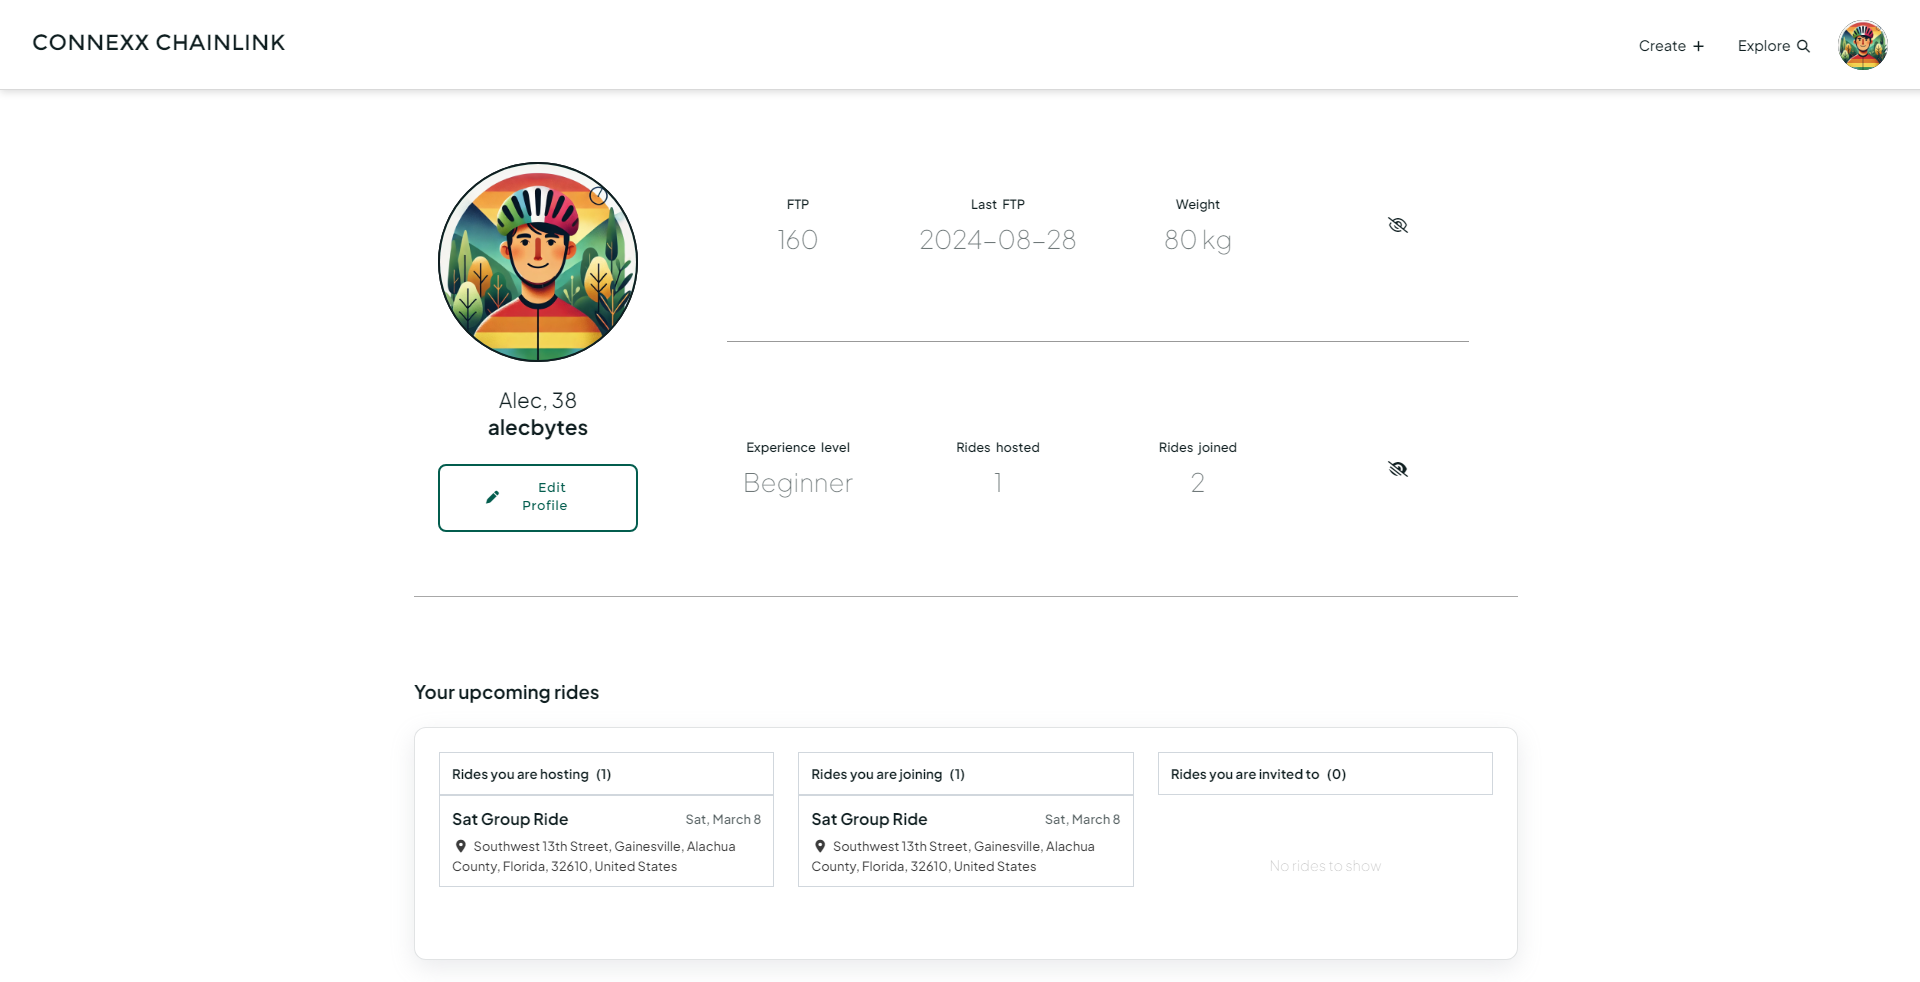 CONNEXX CHAINLINK
Create
Explore
FTP
Last FTP
Weight
160
2024-08-28
80 kg
Alec, 38
alecbytes
Edit
Profile
Experience level
Rides hosted
Rides joined
Beginner
1
2
Your upcoming rides
Rides you are hosting (1)
Sat Group Ride
Sat, March 8
Southwest 13th Street, Gainesville, Alachua
County, Florida, 32610, United States
Rides you are joining (1)
Sat Group Ride
Sat, March 8
Southwest 13th Street, Gainesville, Alachua
County, Florida, 32610, United States
Rides you are invited to (0)
No rides to show